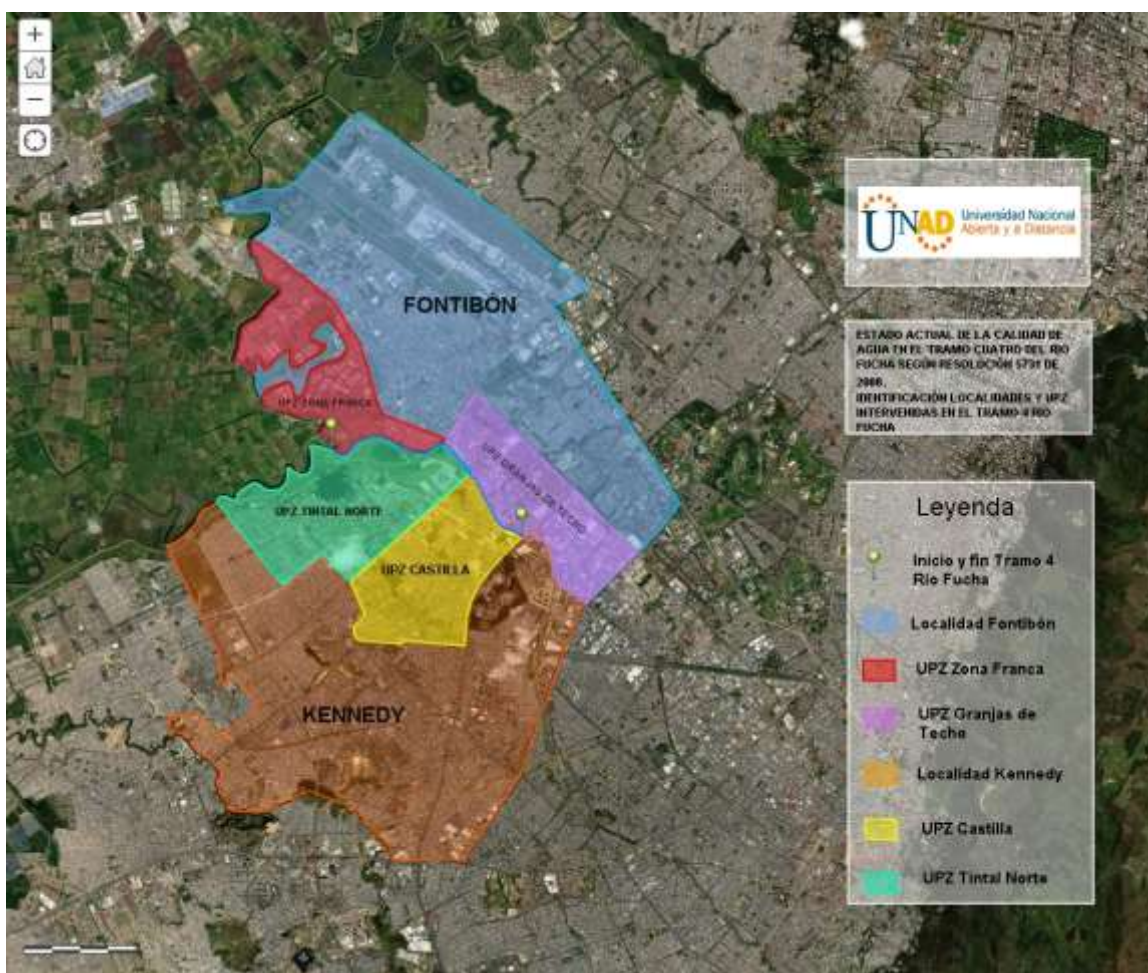 FONTIBÓN
UPZ ZONA FRANCA
UPZ GRANJAS DE TECHO
UPZ TINTAL NORTE
UPZ CASTILLA
KENNEDY
UNAD Universidad Nacional
Abierta y a Distancia
ESTADO ACTUAL DE LA CALIDAD DE
AGUA EN EL TRAMO CUATRO DEL RIO
FUCHA SEGÚN RESOLUCIÓN 5731 DE
2008.
IDENTIFICACIÓN LOCALIDADES Y UPZ
INTERVENIDAS EN EL TRAMO 4 RIO
FUCHA
Leyenda
Inicio y fin Tramo 4
Rio Fucha
Localidad Fontibón
UPZ Zona Franca
UPZ Granjas de
Techo
Localidad Kennedy
UPZ Castilla
UPZ Tintal Norte